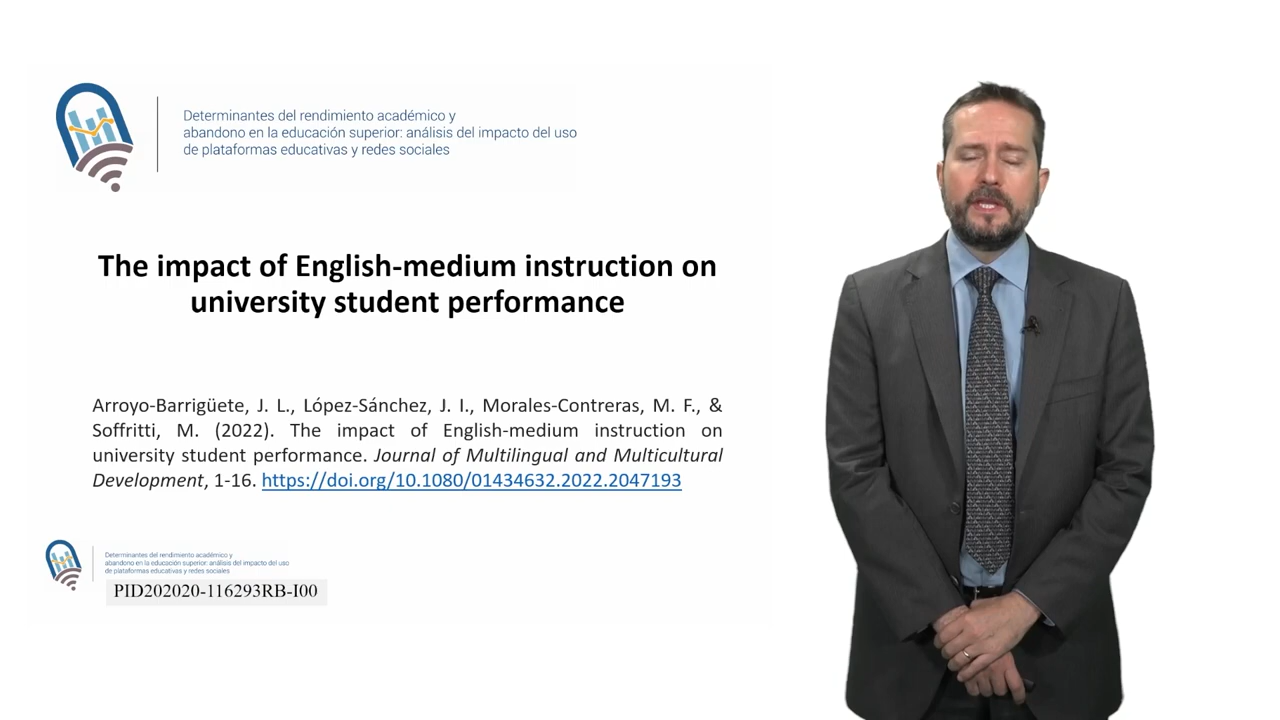 Determinantes del rendimiento académico y
abandono en la educación superior: análisis del impacto del uso
de plataformas educativas y redes sociales
The impact of English-medium instruction on
university student performance
Arroyo-Barrigüete, J. L., López-Sánchez, J. I., Morales-Contreras, M. F., &
Soffritti, M. (2022). The impact of English-medium instruction on
university student performance. Journal of Multilingual and Multicultural
Development, 1-16. https://doi.org/10.1080/01434632.2022.2047193
Determinantes del rendimiento académico y
abandono en la educación superior: análisis del impacto del uso
de plataformas educativas y redes sociales
PID202020-116293RB-I00